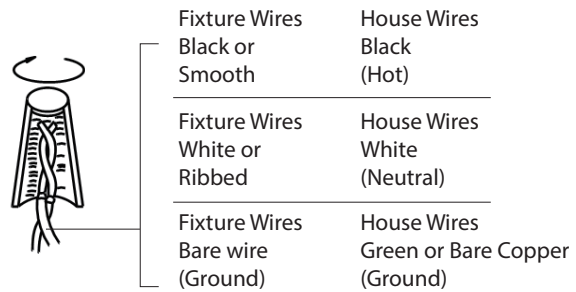 Fixture Wires House Wires
Black or Black
Smooth (Hot)
Fixture Wires House Wires
White or White
Ribbed (Neutral)
Fixture Wires House Wires
Bare wire Green or Bare Copper
(Ground) (Ground)